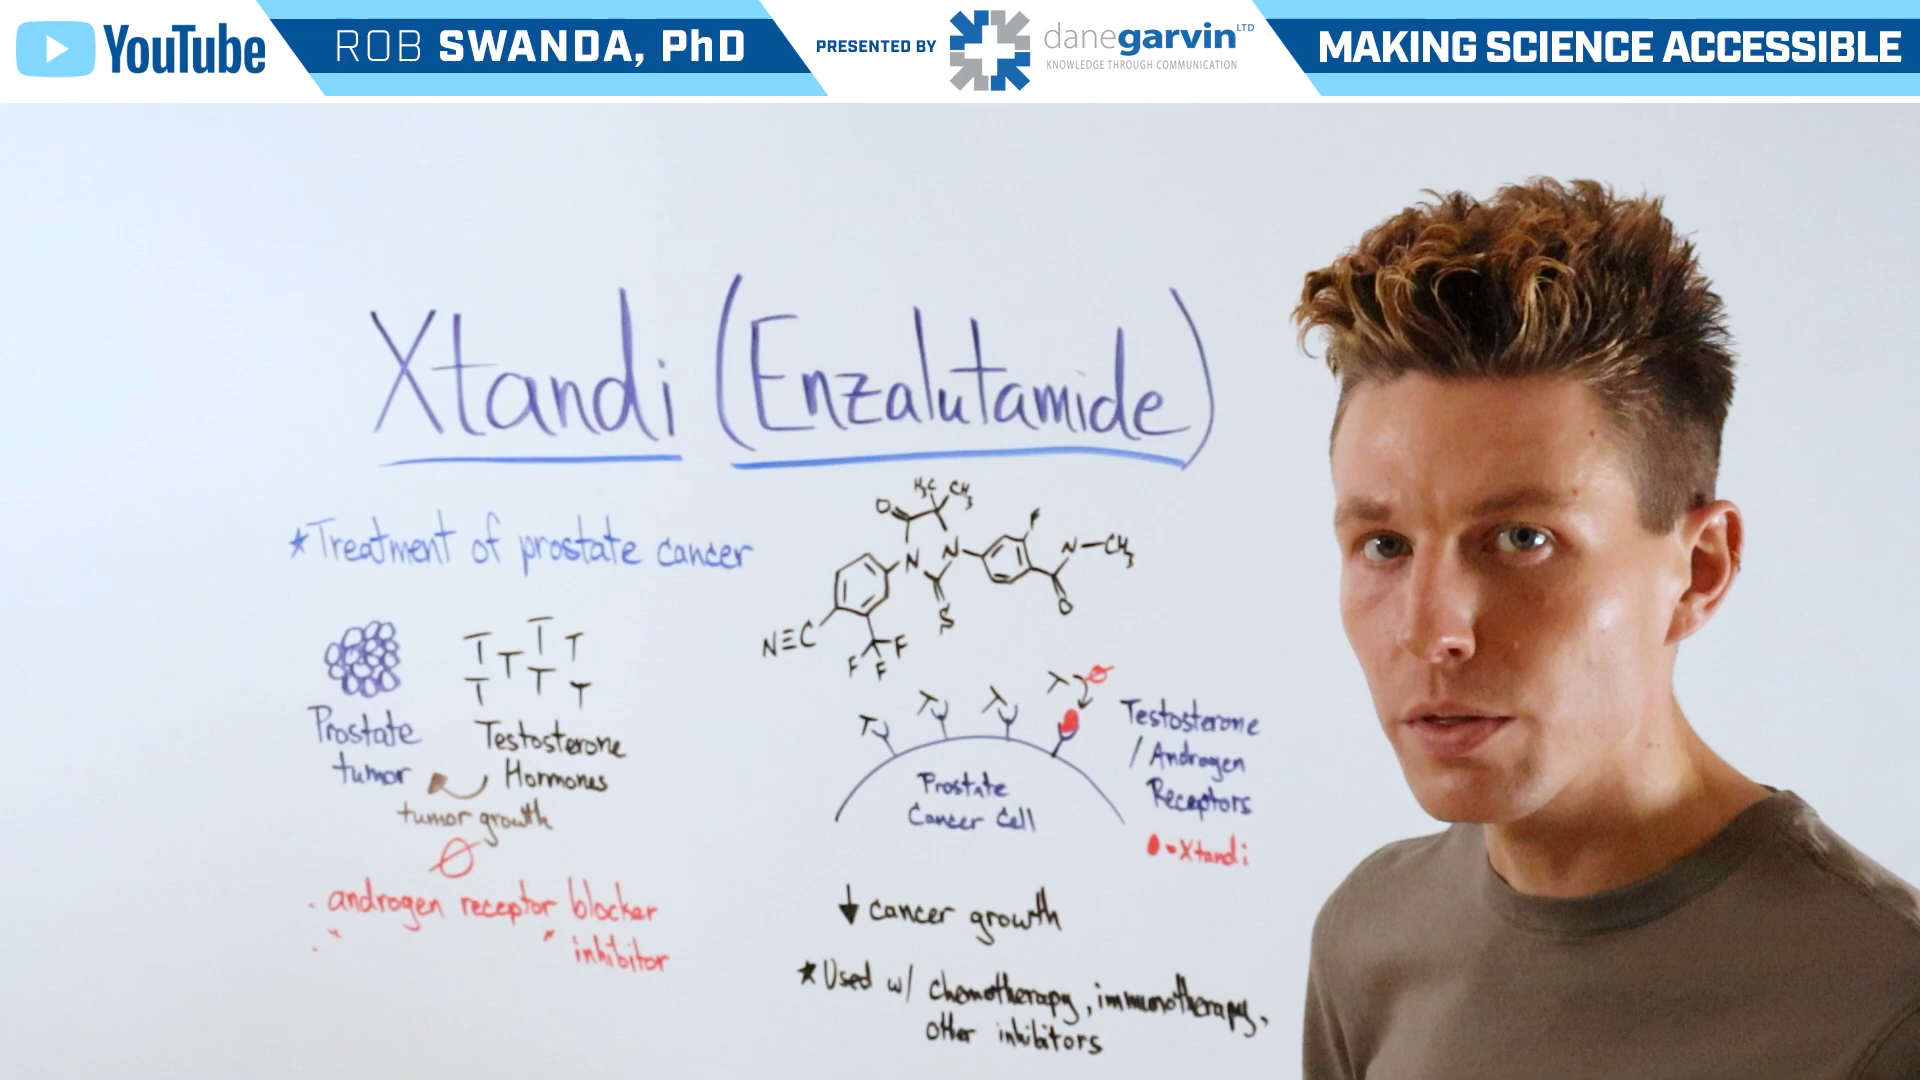 YouTube
ROB SWANDA, PhD
PRESENTED BY
danegarvin LTD
KNOWLEDGE THROUGH COMMUNICATION
MAKING SCIENCE ACCESSIBLE
Xtandi (Enzalutamide)
★Treatment of prostate cancer
H₃C CH₃
O
F
N N N-CH₃
O
S
N≡C
F F
F
T T T T
T T T
Prostate
tumor
Testosterone
Hormones
tumor growth
∅
· androgen receptor blocker
· " " inhibitor
T T T T ∅
Prostate
Cancer Cell
Testosterone
/ Androgen
Receptors
= Xtandi
↓ cancer growth
★Used w/ chemotherapy, immunotherapy,
other inhibitors